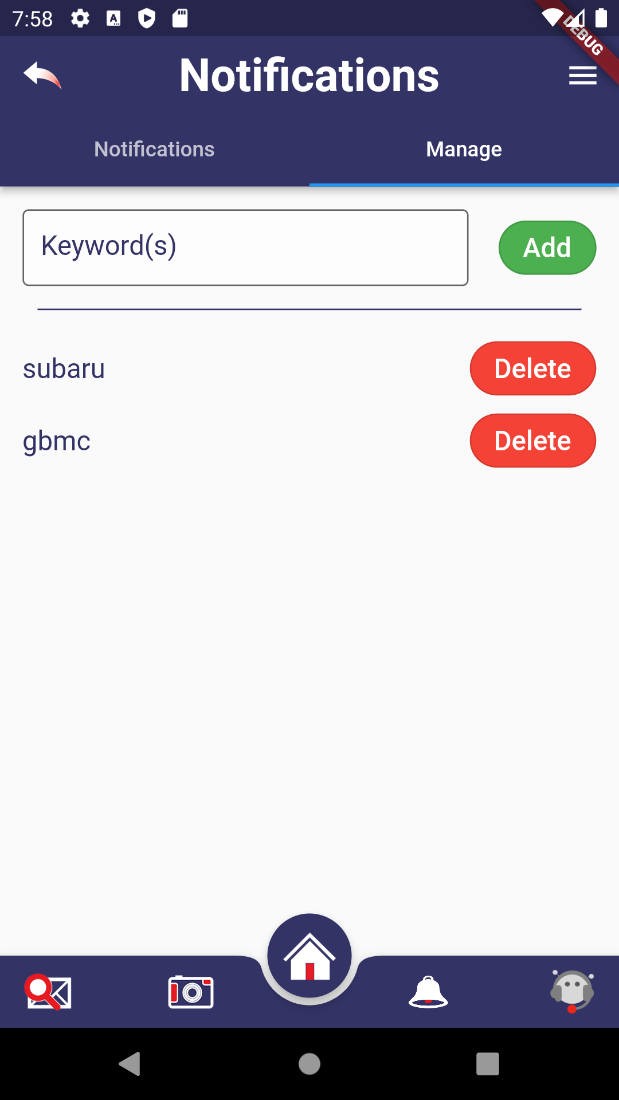 7:58
DEBUG
Notifications
Notifications
Manage
Keyword(s)
Add
subaru
Delete
gbmc
Delete